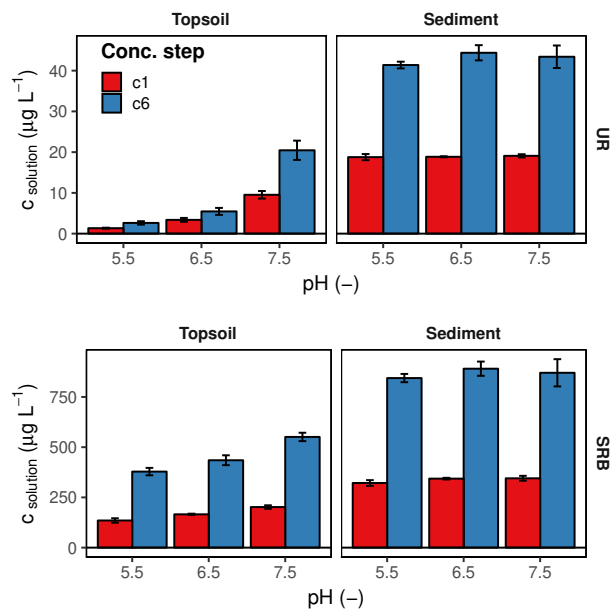 Topsoil Sediment
Conc. step
c1
c6
40
30
20
10
0
c solution (µg L⁻¹)
UR
5.5 6.5 7.5 5.5 6.5 7.5
pH (−)
Topsoil Sediment
750
500
250
0
c solution (µg L⁻¹)
SRB
5.5 6.5 7.5 5.5 6.5 7.5
pH (−)